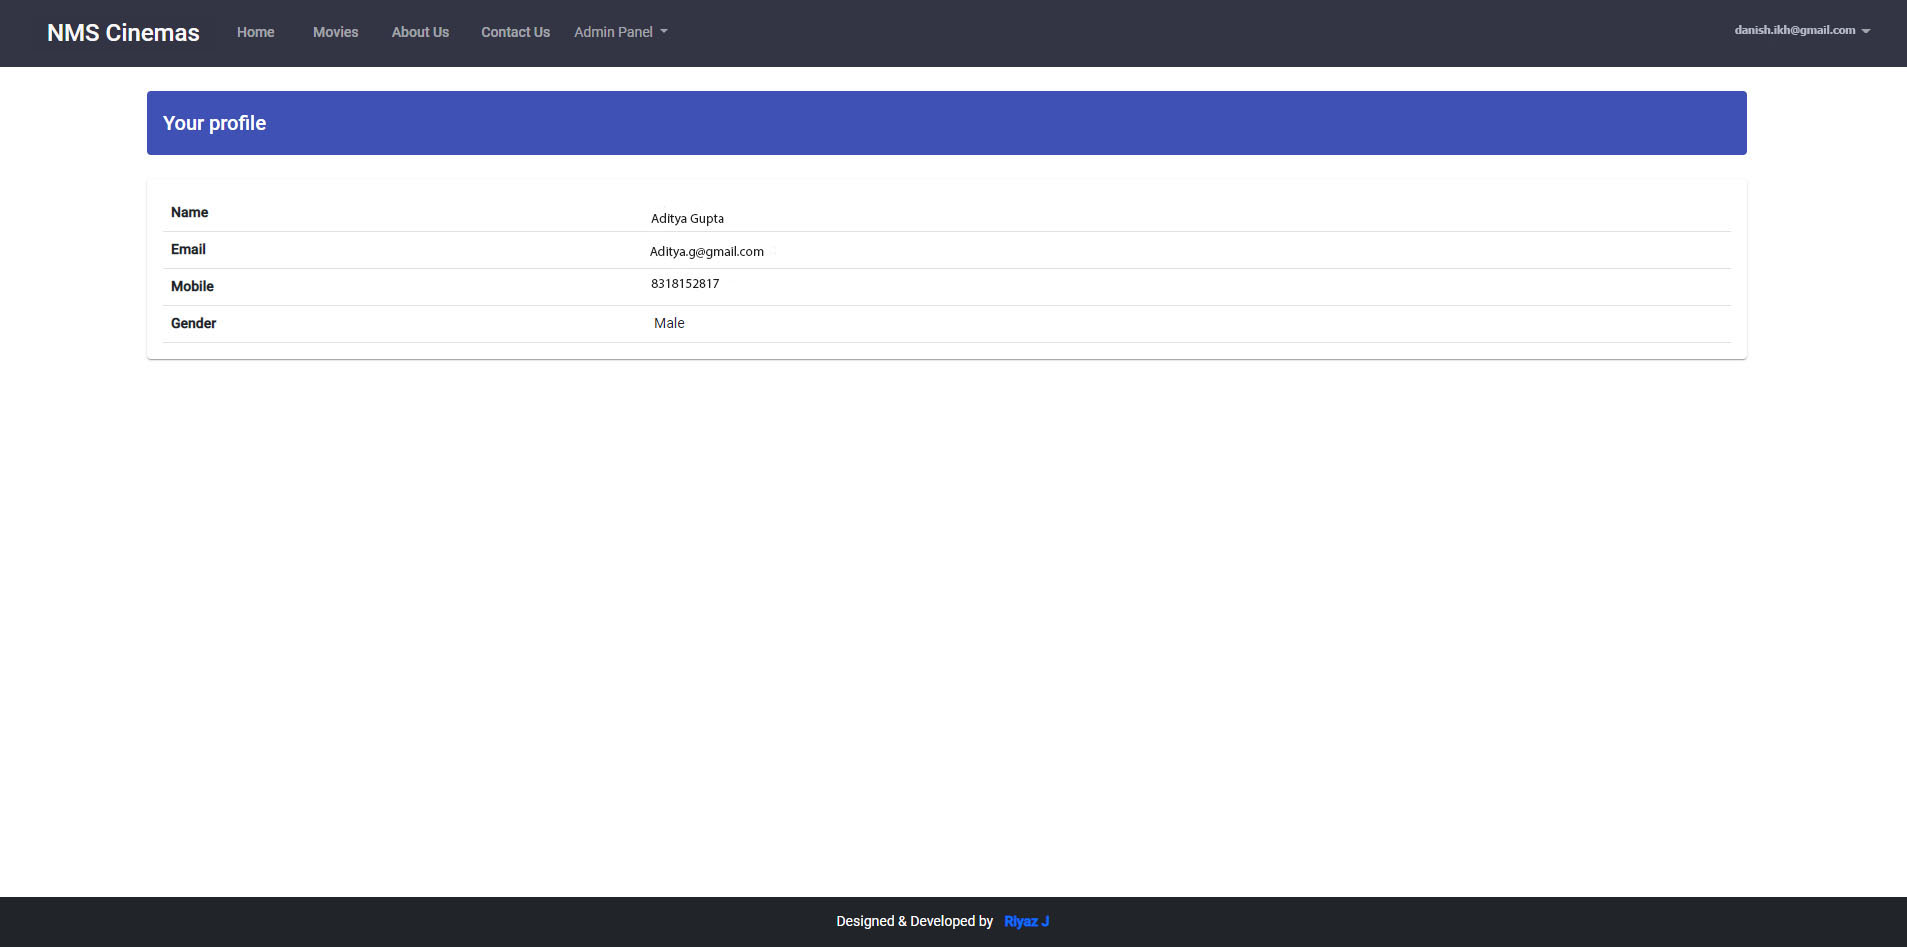 NMS Cinemas Home Movies About Us Contact Us Admin Panel danish.ikh@gmail.com
Your profile
Name Aditya Gupta
Email Aditya.g@gmail.com
Mobile 8318152817
Gender Male
Designed & Developed by Riyaz J